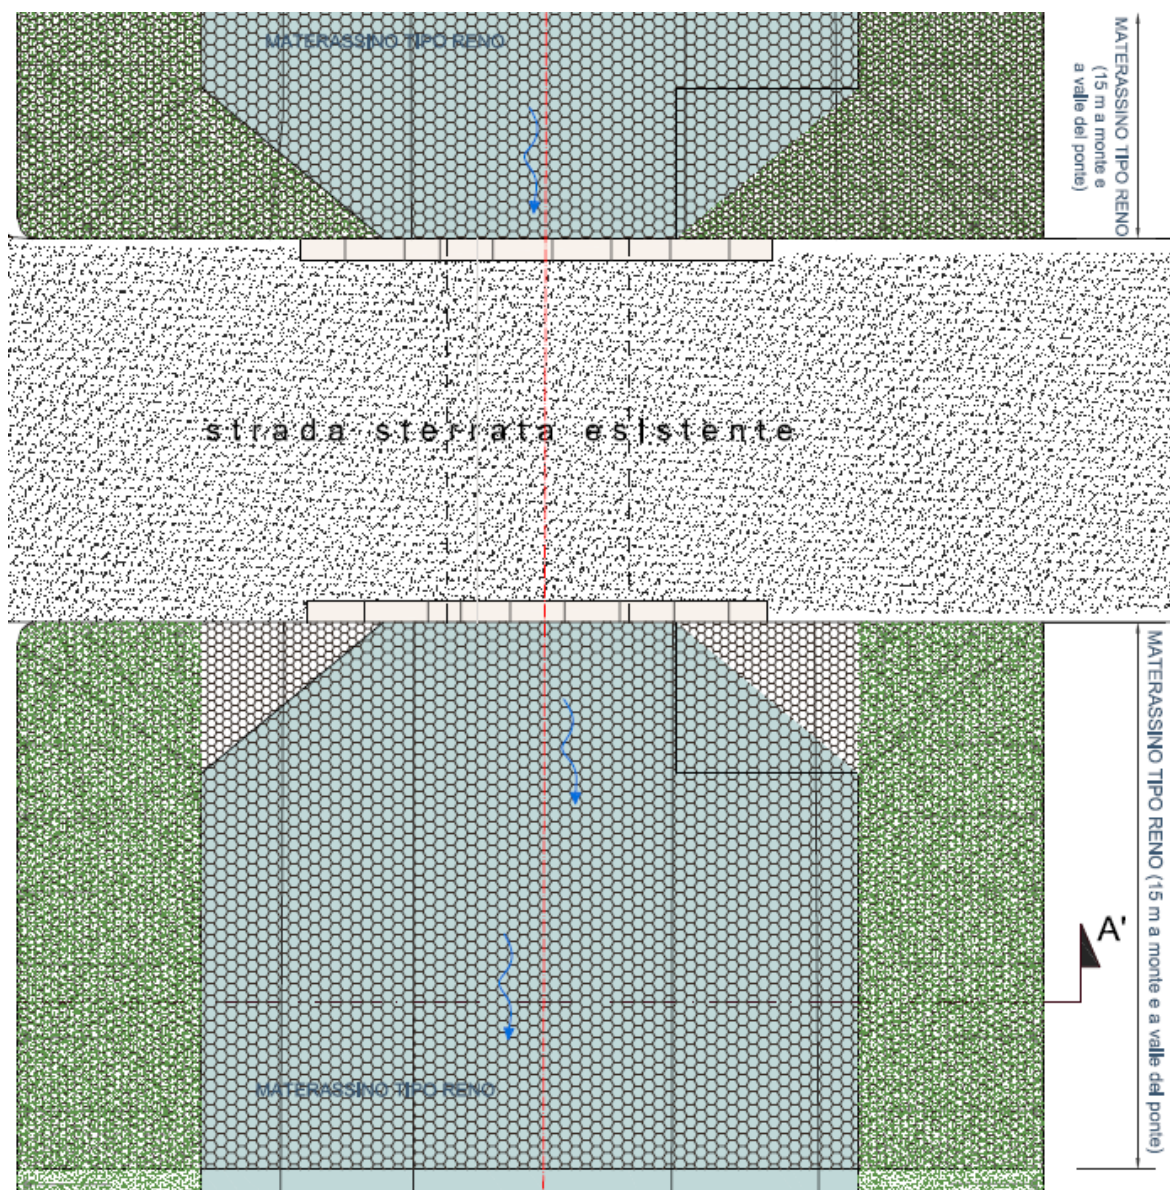 MATERASSINO TIPO RENO
MATERASSINO TIPO RENO
(15 m a monte e
a valle del ponte)
strada sterrata esistente
MATERASSINO TIPO RENO (15 m a monte e a valle del ponte)
A'
MATERASSINO TIPO RENO